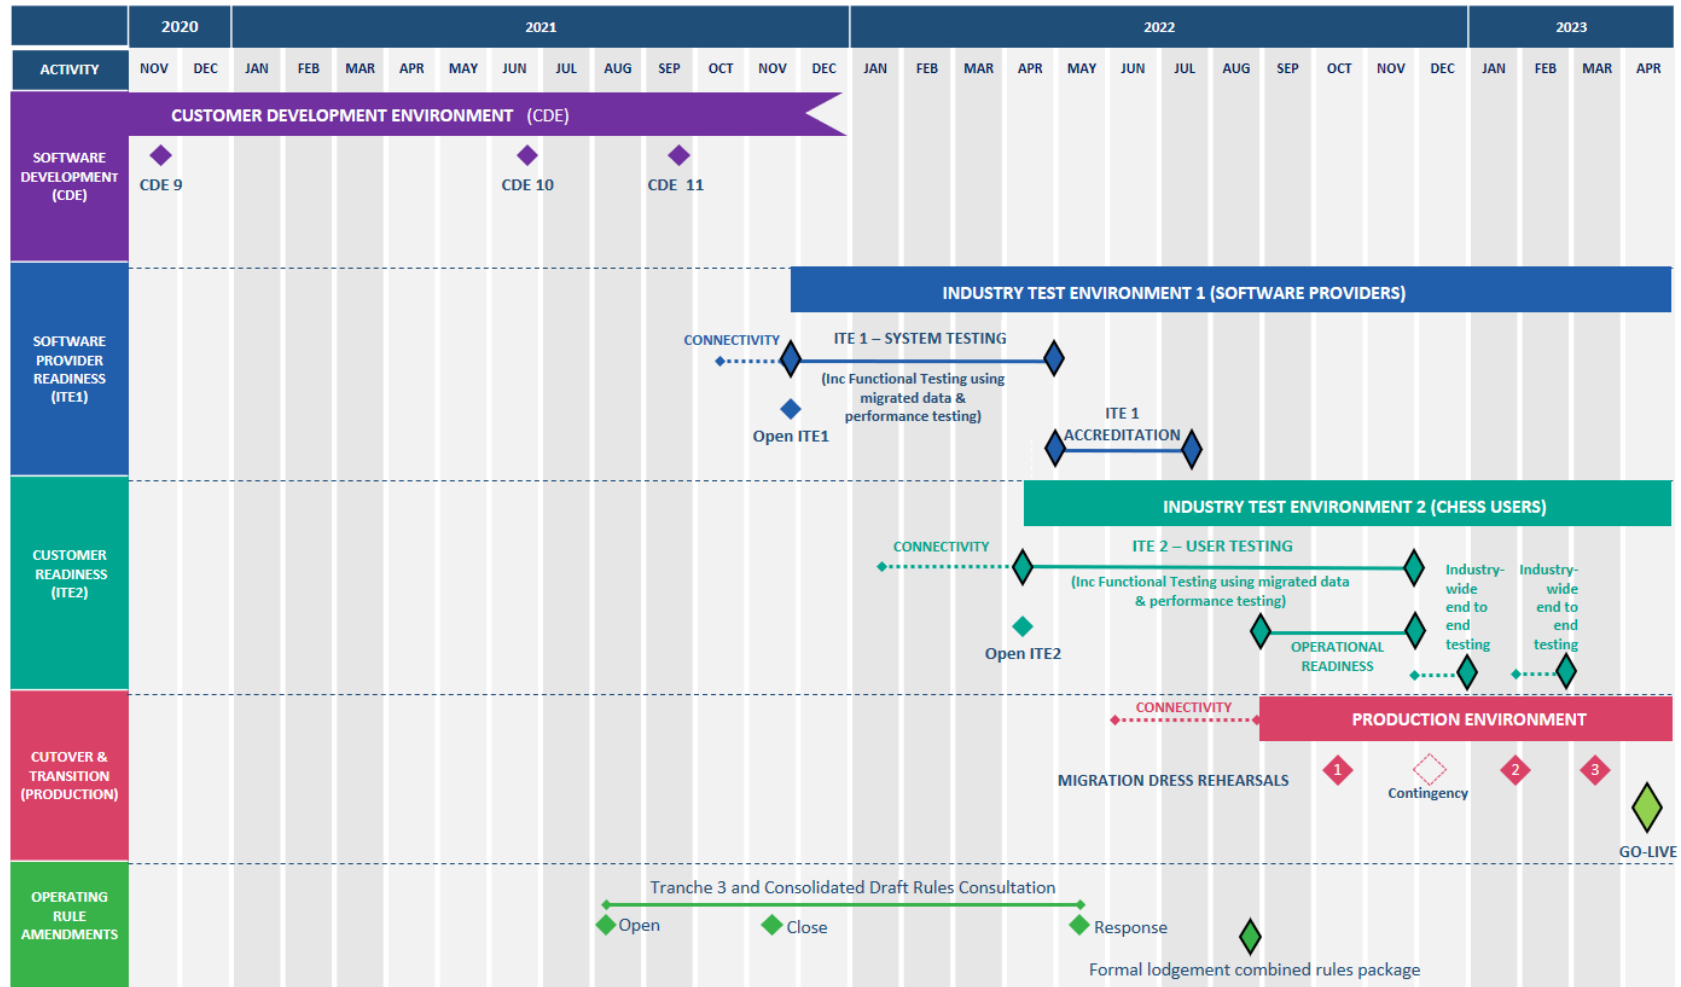 2020 2021 2022 2023
ACTIVITY NOV DEC JAN FEB MAR APR MAY JUN JUL AUG SEP OCT NOV DEC JAN FEB MAR APR MAY JUN JUL AUG SEP OCT NOV DEC JAN FEB MAR APR
CUSTOMER DEVELOPMENT ENVIRONMENT (CDE)
SOFTWARE
DEVELOPMENT
(CDE)
CDE 9
CDE 10
CDE 11
INDUSTRY TEST ENVIRONMENT 1 (SOFTWARE PROVIDERS)
SOFTWARE
PROVIDER
READINESS
(ITE1)
CONNECTIVITY
ITE 1 – SYSTEM TESTING
(Inc Functional Testing using
migrated data &
performance testing)
Open ITE1
ITE 1
ACCREDITATION
INDUSTRY TEST ENVIRONMENT 2 (CHESS USERS)
CUSTOMER
READINESS
(ITE2)
CONNECTIVITY
ITE 2 – USER TESTING
(Inc Functional Testing using migrated data
& performance testing)
Open ITE2
OPERATIONAL
READINESS
Industry-
wide
end to
end
testing
Industry-
wide
end to
end
testing
CONNECTIVITY
PRODUCTION ENVIRONMENT
CUTOVER &
TRANSITION
(PRODUCTION)
MIGRATION DRESS REHEARSALS
1
Contingency
2
3
GO-LIVE
OPERATING
RULE
AMENDMENTS
Tranche 3 and Consolidated Draft Rules Consultation
Open
Close
Response
Formal lodgement combined rules package